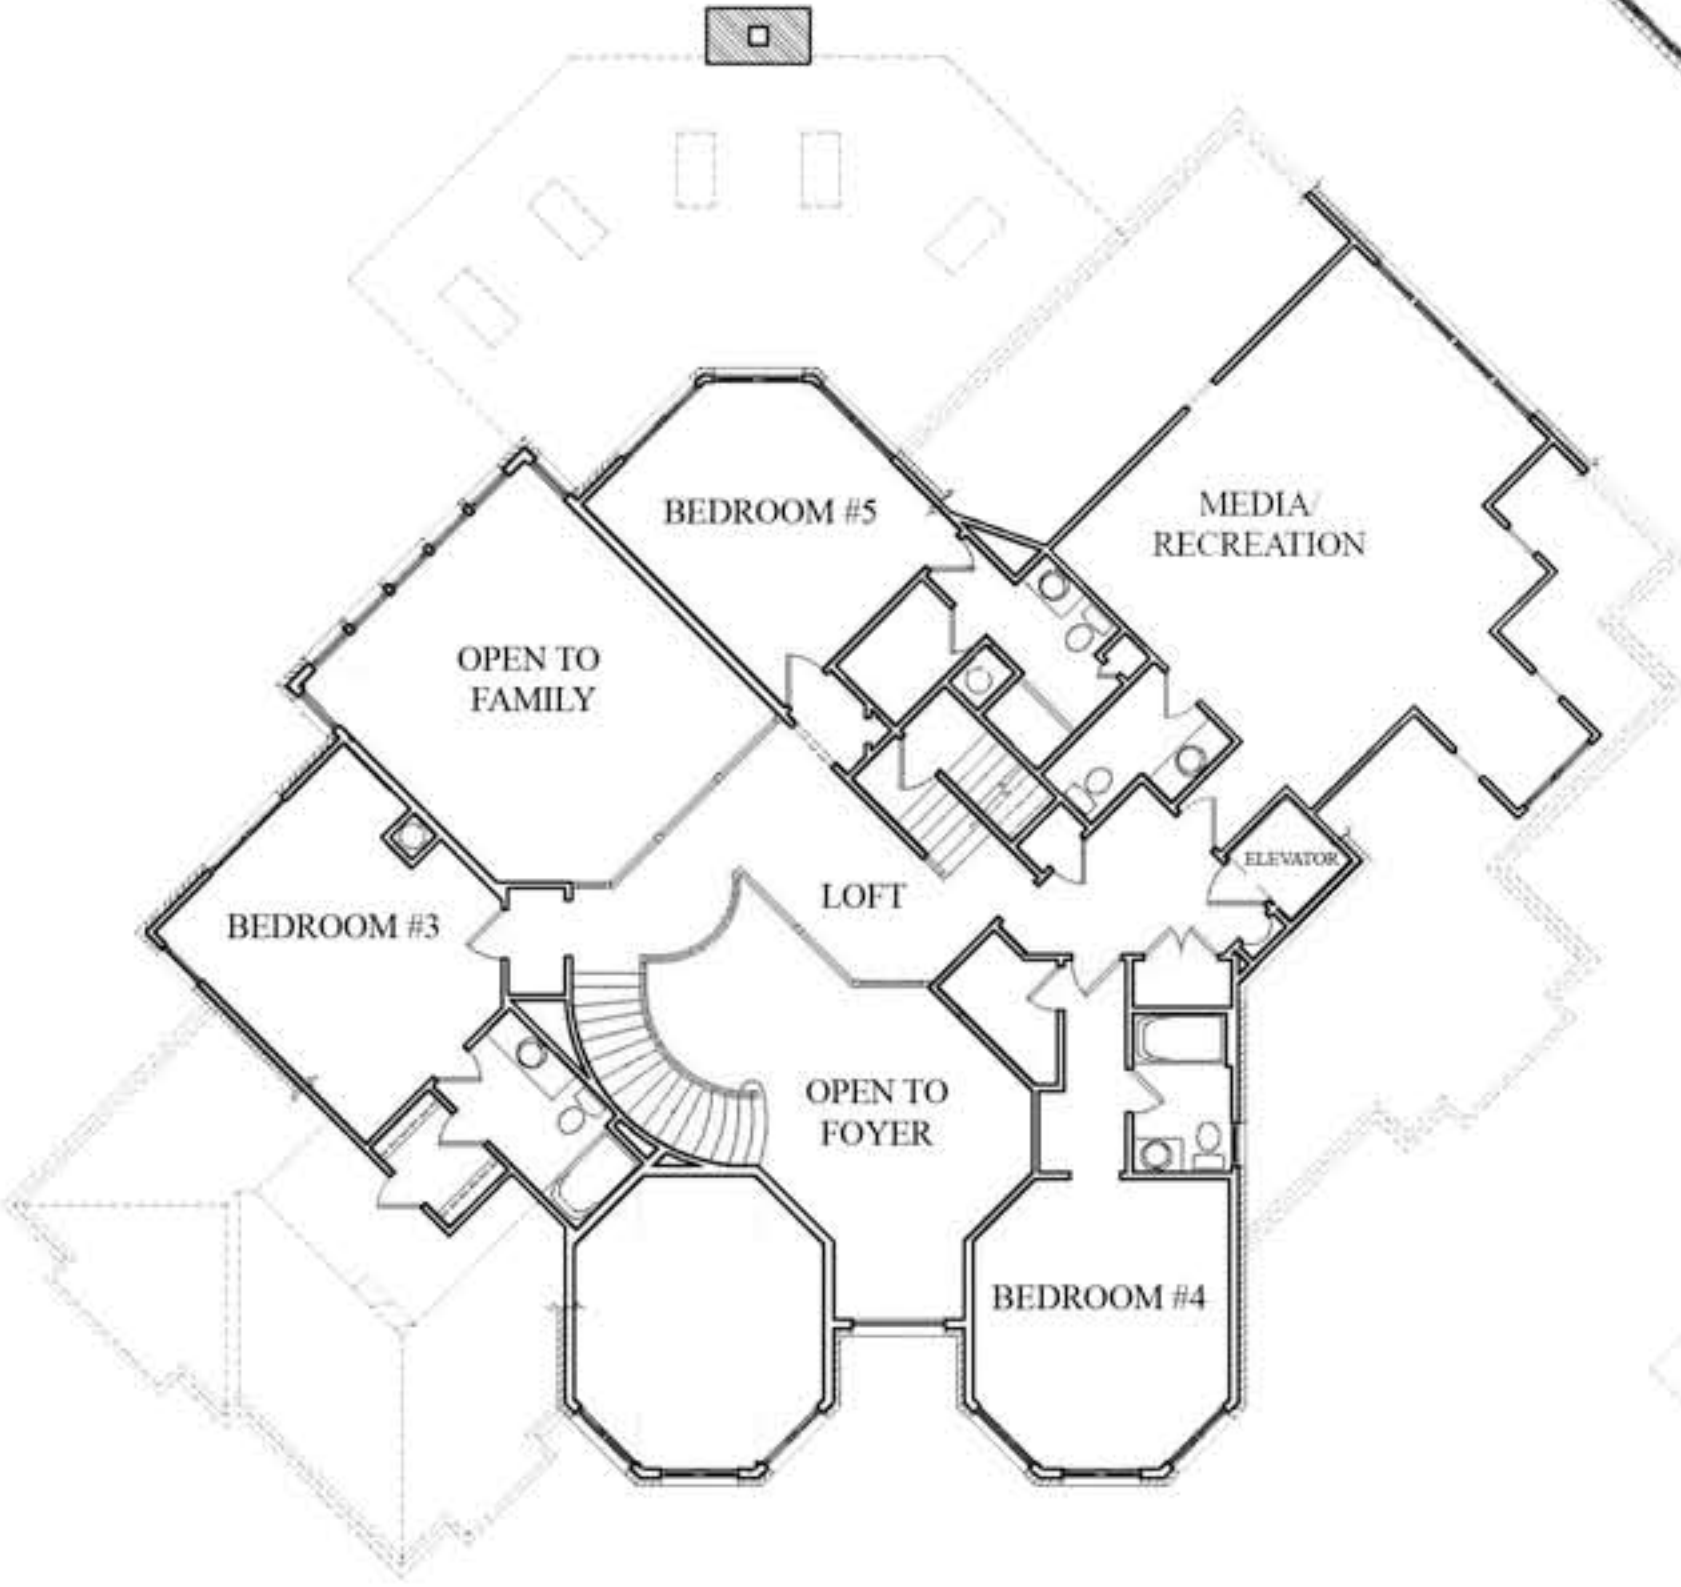 BEDROOM #5
MEDIA/
RECREATION
OPEN TO
FAMILY
ELEVATOR
LOFT
BEDROOM #3
OPEN TO
FOYER
BEDROOM #4